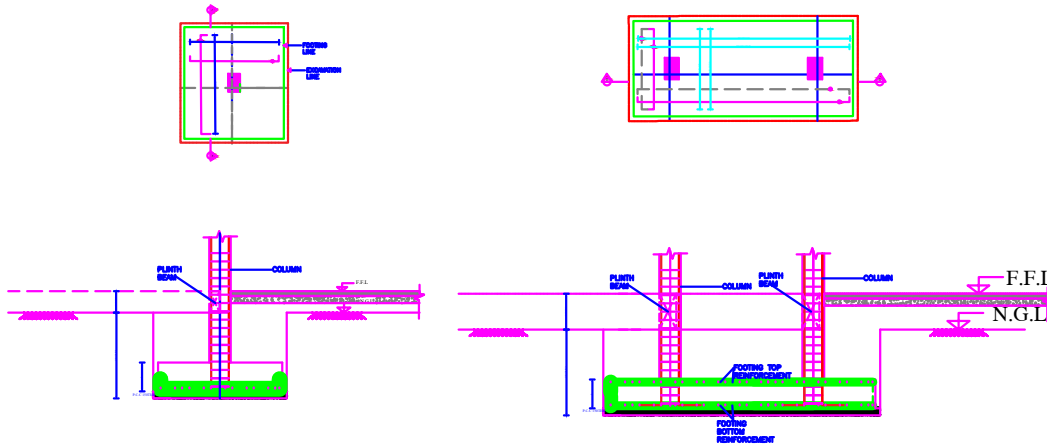 FOOTING
LINE
EXCAVATION
LINE
PLINTH
BEAM
COLUMN
F.F.L
PLINTH
BEAM
COLUMN
PLINTH
BEAM
COLUMN
F.F.L
N.G.L
FOOTING TOP
REINFORCEMENT
FOOTING
BOTTOM
REINFORCEMENT